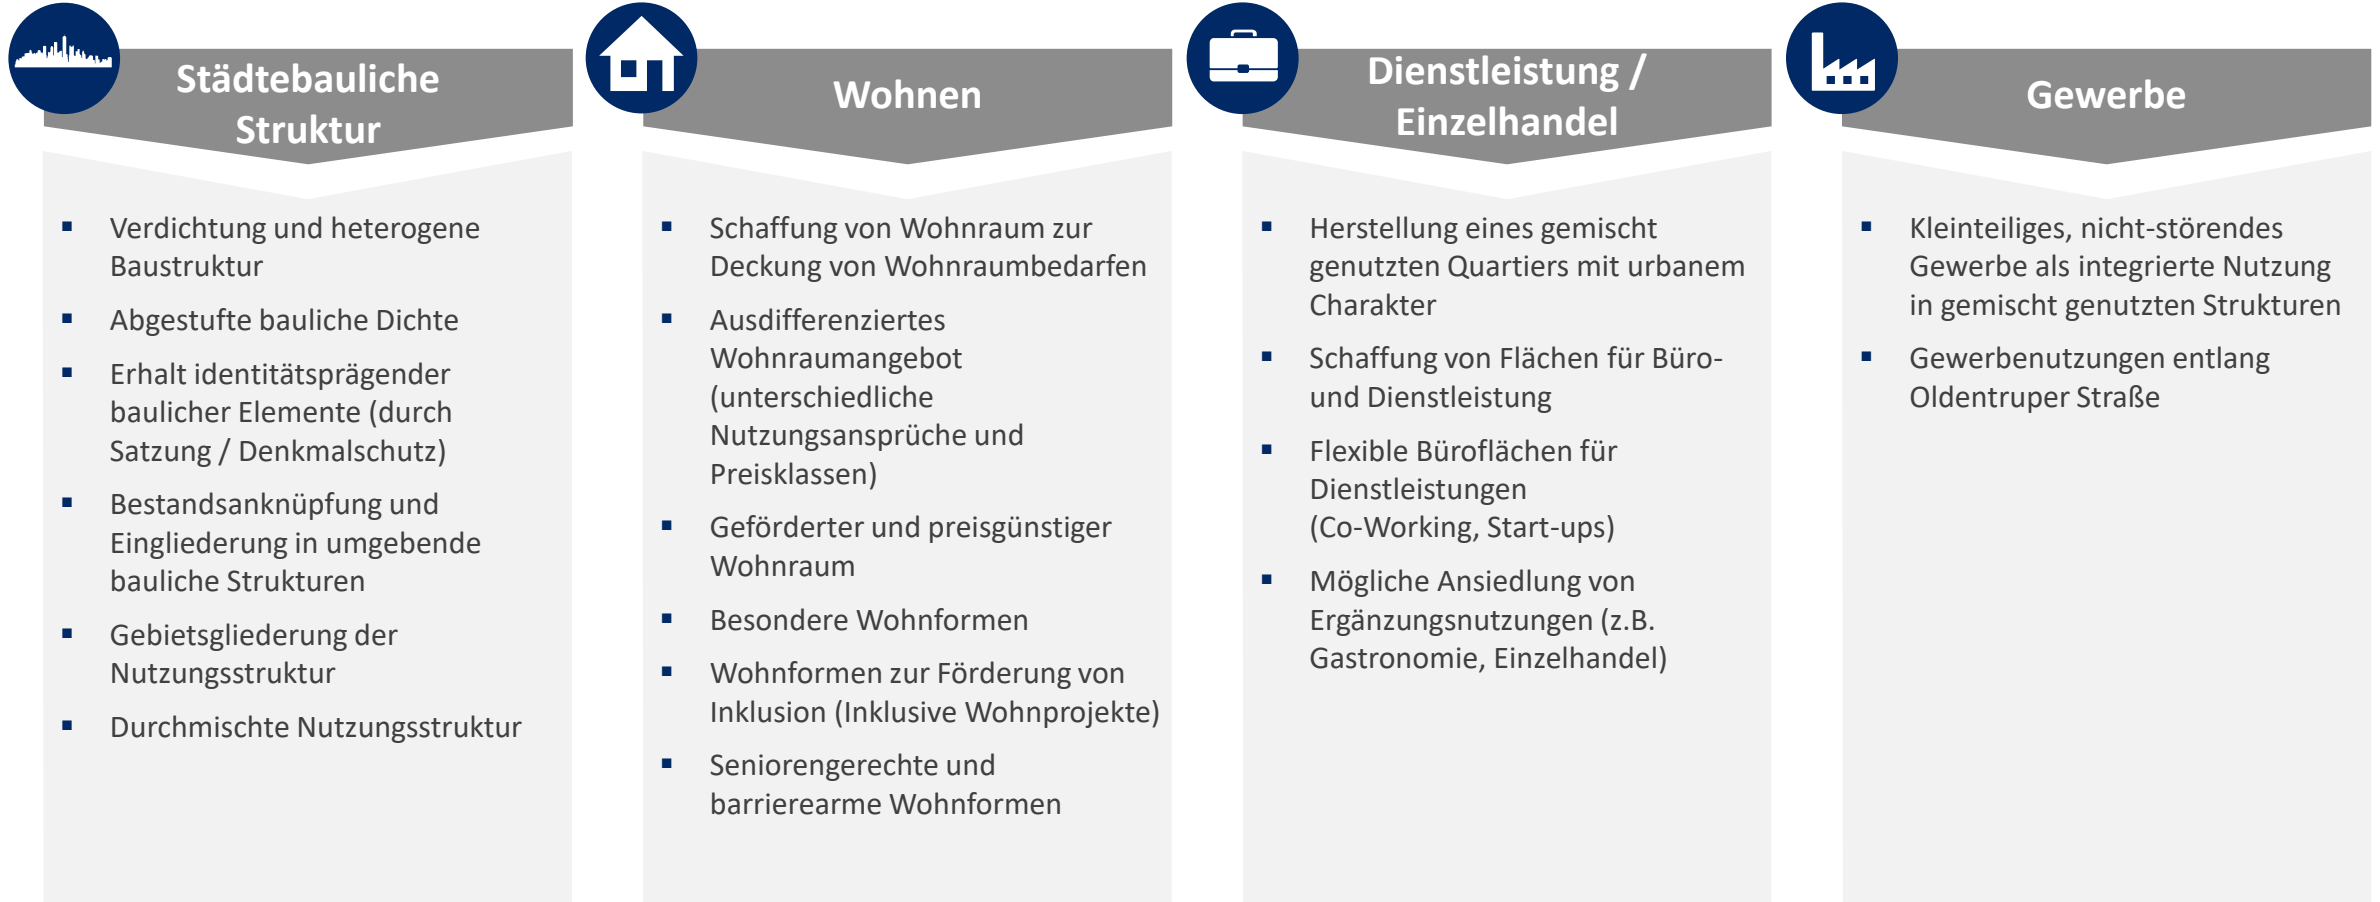 Städtebauliche
Struktur
▪ Verdichtung und heterogene
Baustruktur
▪ Abgestufte bauliche Dichte
▪ Erhalt identitätsprägender
baulicher Elemente (durch
Satzung / Denkmalschutz)
▪ Bestandsanknüpfung und
Eingliederung in umgebende
bauliche Strukturen
▪ Gebietsgliederung der
Nutzungsstruktur
▪ Durchmischte Nutzungsstruktur
Wohnen
▪ Schaffung von Wohnraum zur
Deckung von Wohnraumbedarfen
▪ Ausdifferenziertes
Wohnraumangebot
(unterschiedliche
Nutzungsansprüche und
Preisklassen)
▪ Geförderter und preisgünstiger
Wohnraum
▪ Besondere Wohnformen
▪ Wohnformen zur Förderung von
Inklusion (Inklusive Wohnprojekte)
▪ Seniorengerechte und
barrierearme Wohnformen
Dienstleistung /
Einzelhandel
▪ Herstellung eines gemischt
genutzten Quartiers mit urbanem
Charakter
▪ Schaffung von Flächen für Büro-
und Dienstleistung
▪ Flexible Büroflächen für
Dienstleistungen
(Co-Working, Start-ups)
▪ Mögliche Ansiedlung von
Ergänzungsnutzungen (z.B.
Gastronomie, Einzelhandel)
Gewerbe
▪ Kleinteiliges, nicht-störendes
Gewerbe als integrierte Nutzung
in gemischt genutzten Strukturen
▪ Gewerbenutzungen entlang
Oldentruper Straße